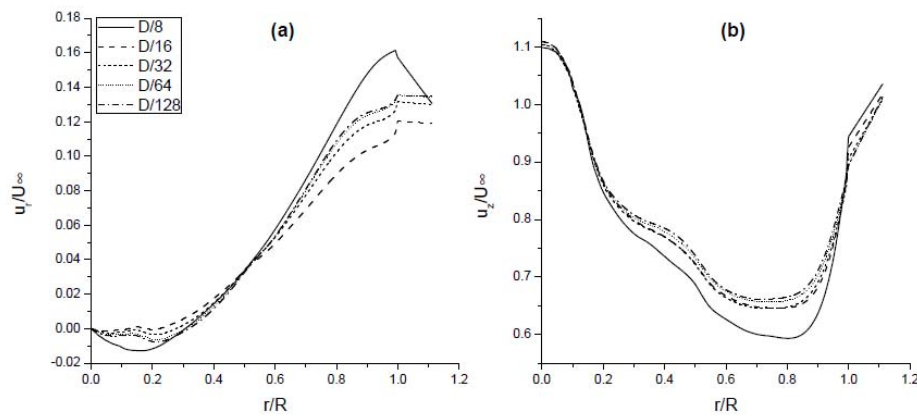 (a)
D/8
D/16
D/32
D/64
D/128
0.18
0.16
0.14
0.12
0.10
0.08
0.06
0.04
0.02
0.00
-0.02
0.0 0.2 0.4 0.6 0.8 1.0 1.2
r/R
u_r/U∞
(b)
1.1
1.0
0.9
0.8
0.7
0.6
0.0 0.2 0.4 0.6 0.8 1.0 1.2
r/R
u_z/U∞